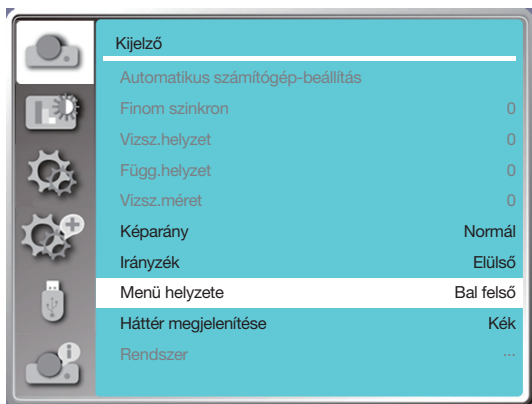 Kijelző
Automatikus számítógép-beállítás
Finom szinkron 0
Vízsz.helyzet 0
Függ.helyzet 0
Vízsz.méret 0
Képarány Normál
Irányzék Elülső
Menü helyzete Bal felső
Háttér megjelenítése Kék
Rendszer ...